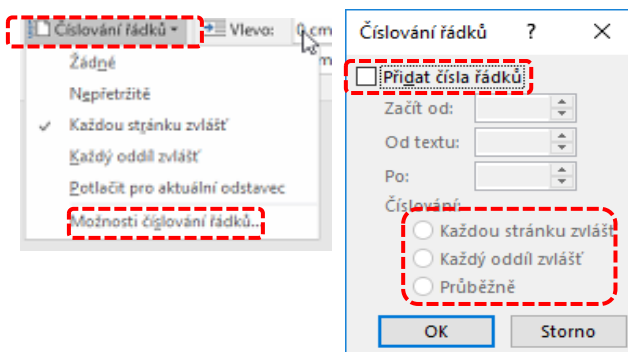 Číslování řádků
Vlevo: 0 cm
Žádné
Nepřetržitě
Každou stránku zvlášť
Každý oddíl zvlášť
Potlačit pro aktuální odstavec
Možnosti číslování řádků...
Číslování řádků ? ×
Přidat čísla řádků
Začít od:
Od textu:
Po:
Číslování:
Každou stránku zvlášť
Každý oddíl zvlášť
Průběžně
OK Storno